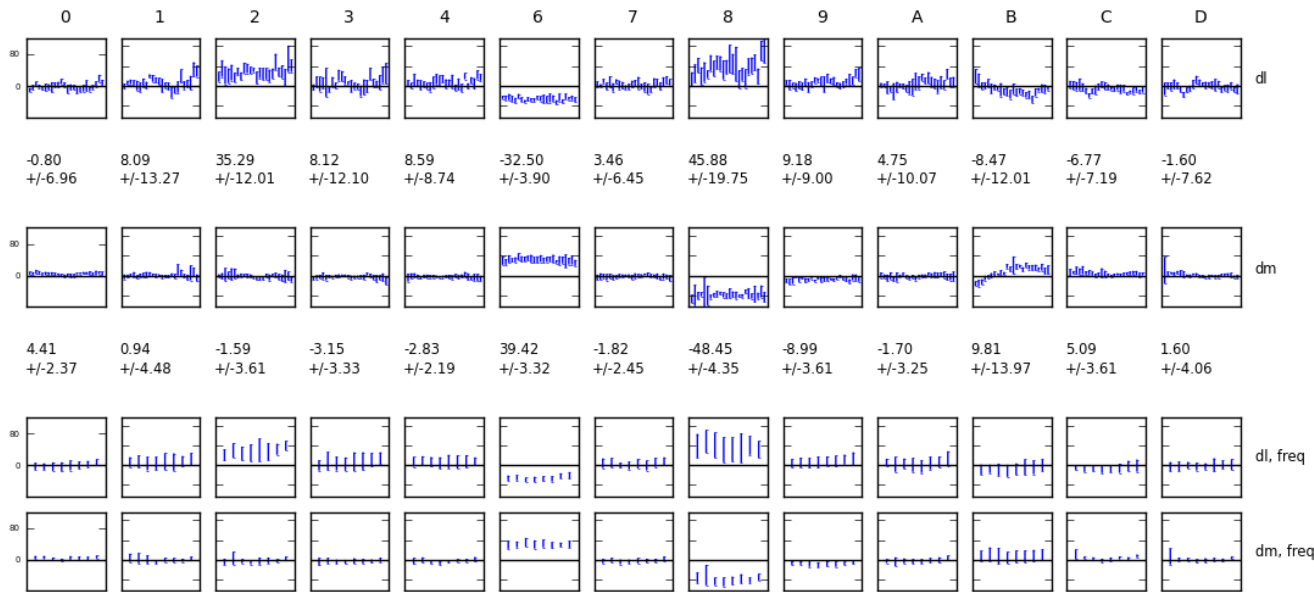 0 1 2 3 4 6 7 8 9 A B C D
80
0
dl
-0.80 8.09 35.29 8.12 8.59 -32.50 3.46 45.88 9.18 4.75 -8.47 -6.77 -1.60
+/-6.96 +/-13.27 +/-12.01 +/-12.10 +/-8.74 +/-3.90 +/-6.45 +/-19.75 +/-9.00 +/-10.07 +/-12.01 +/-7.19 +/-7.62
80
dm
0
4.41 0.94 -1.59 -3.15 -2.83 39.42 -1.82 -48.45 -8.99 -1.70 9.81 5.09 1.60
+/-2.37 +/-4.48 +/-3.61 +/-3.33 +/-2.19 +/-3.32 +/-2.45 +/-4.35 +/-3.61 +/-3.25 +/-13.97 +/-3.61 +/-4.06
80
dl, freq
0
80
dm, freq
0